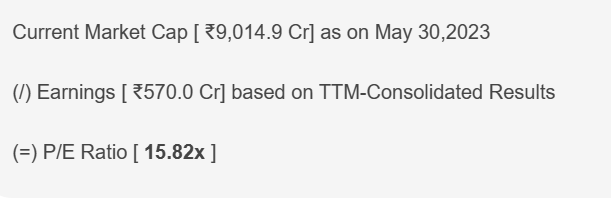 Current Market Cap [ ₹9,014.9 Cr] as on May 30,2023
(/) Earnings [ ₹570.0 Cr] based on TTM-Consolidated Results
(=) P/E Ratio [ 15.82x ]